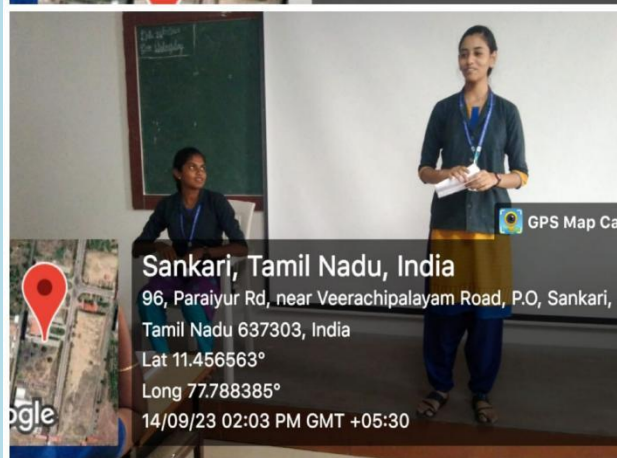 GPS Map Ca
Sankari, Tamil Nadu, India
96, Paraiyur Rd, near Veerachipalayam Road, P.O, Sankari,
Tamil Nadu 637303, India
Lat 11.456563°
Long 77.788385°
14/09/23 02:03 PM GMT +05:30
ogle